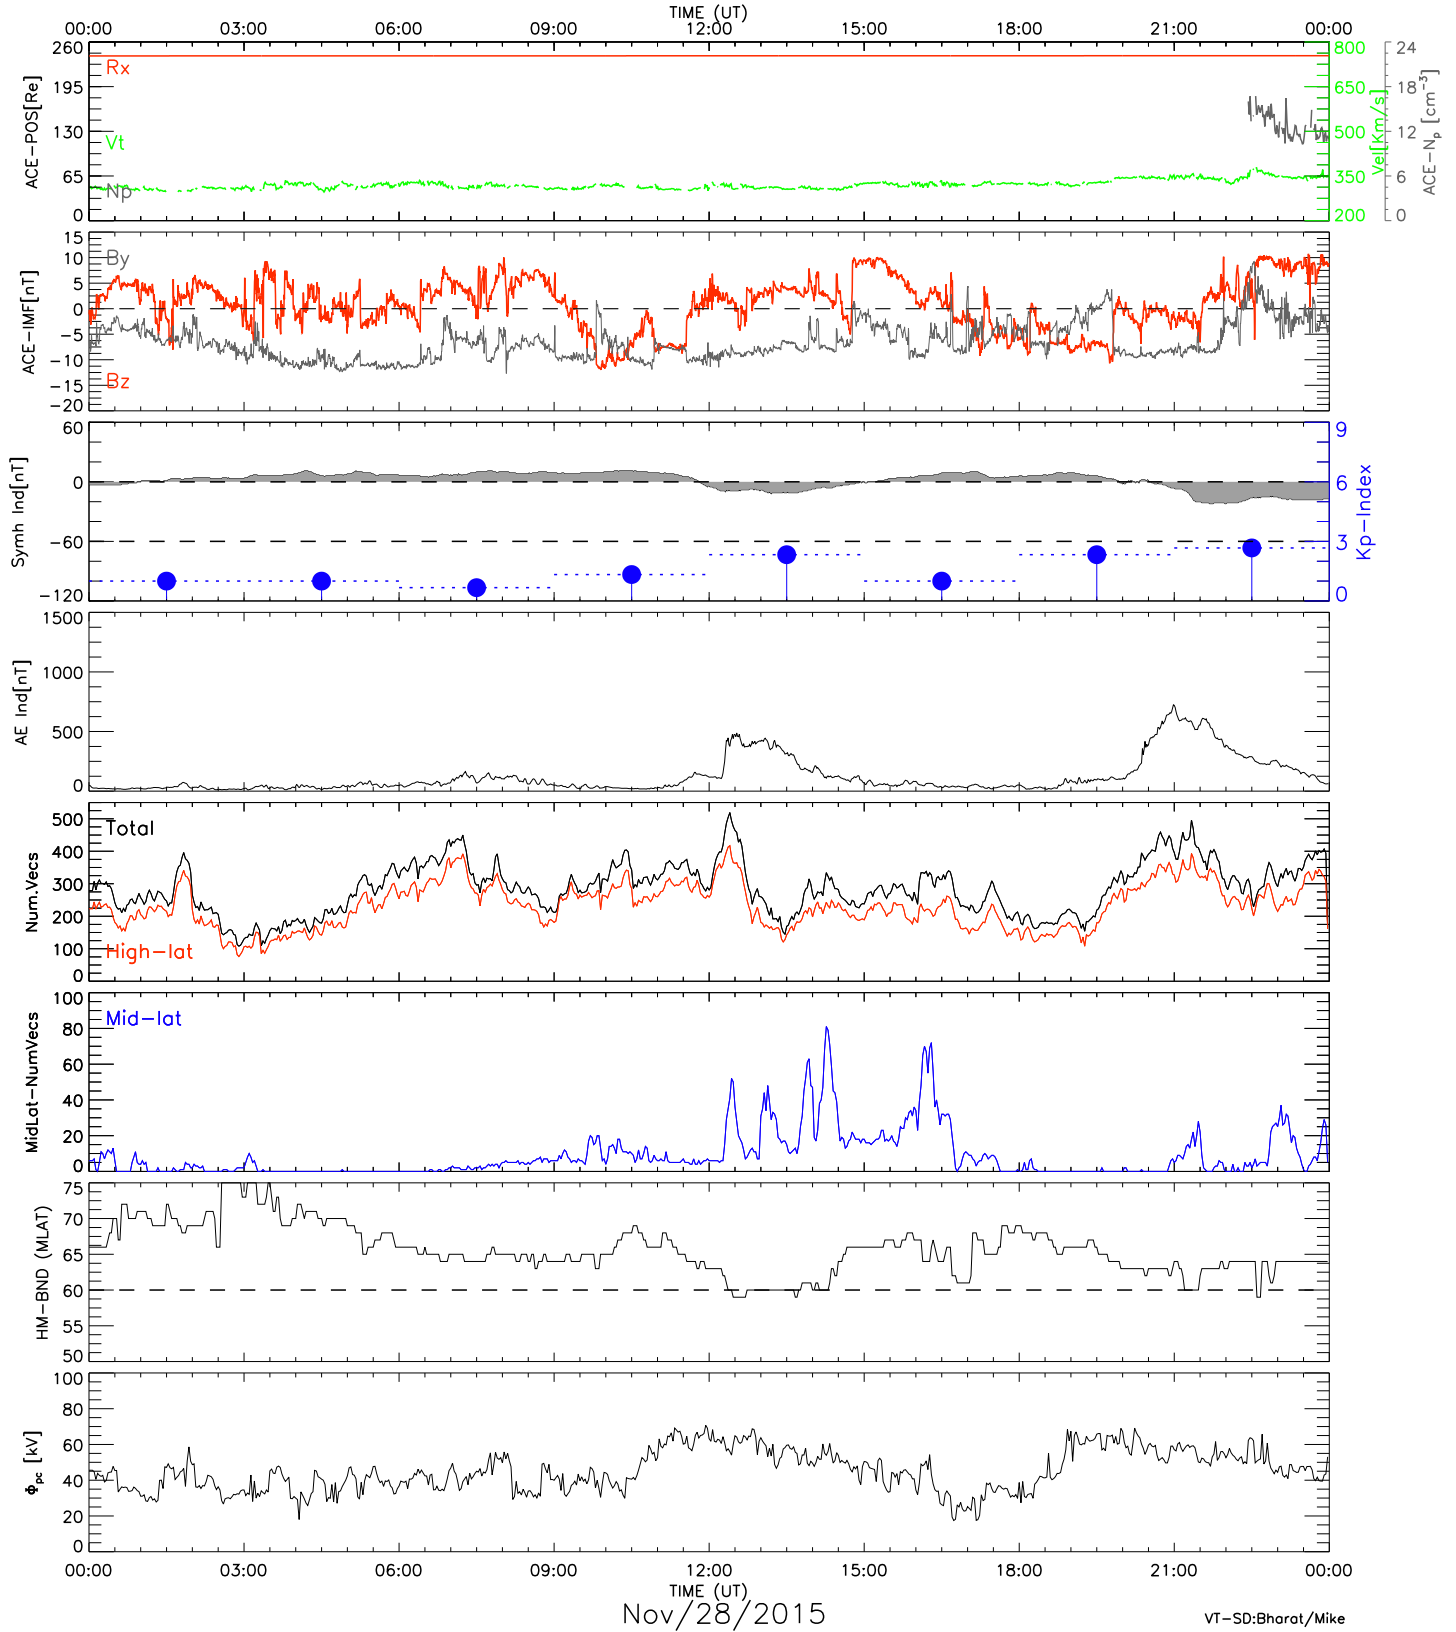 TIME (UT)
00:00 03:00 06:00 09:00 12:00 15:00 18:00 21:00 00:00
260 195 130 65 0
ACE-POS[Re]
Rx
Vt
Np
800 650 500 350 200
Vel[Km/s]
24 18 12 6 0
ACE-Np [cm-3]
15 10 5 0 -5 -10 -15 -20
ACE-IMF[nT]
By
Bz
60 0 -60 -120
Symh Ind[nT]
9 6 3 0
Kp-Index
1500 1000 500 0
AE Ind[nT]
500 400 300 200 100 0
Num.Vecs
Total
High-lat
100 80 60 40 20 0
MidLat-NumVecs
Mid-lat
75 70 65 60 55 50
HM-BND (MLAT)
100 80 60 40 20 0
Φpc [kV]
00:00 03:00 06:00 09:00 12:00 15:00 18:00 21:00 00:00
TIME (UT)
Nov/28/2015
VT-SD:Bharat/Mike